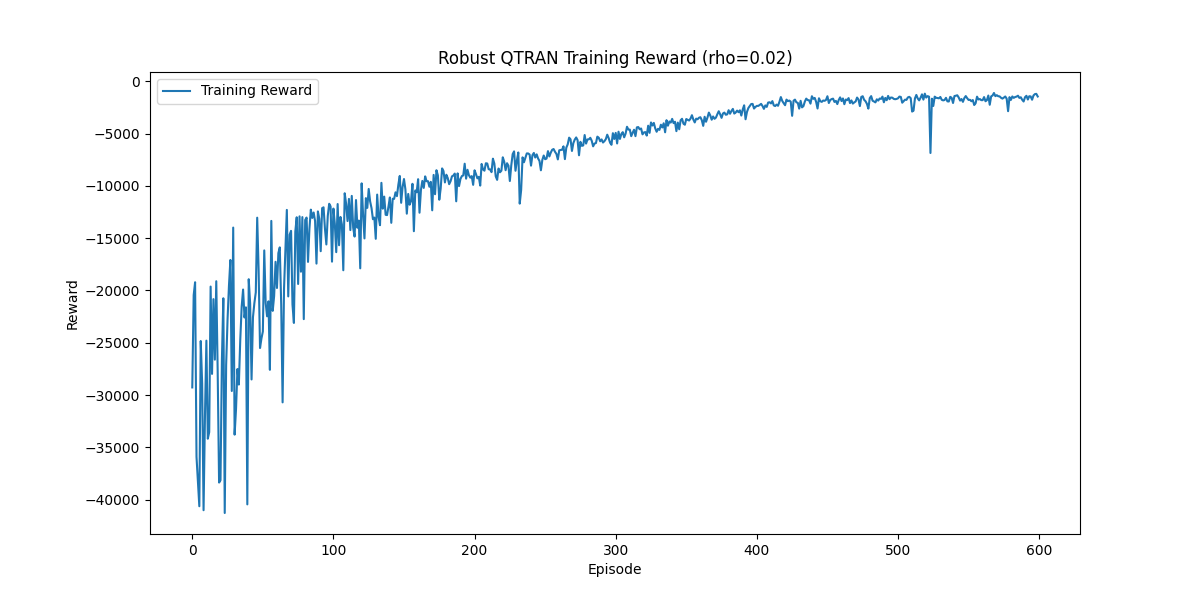 Robust QTRAN Training Reward (rho=0.02)
Training Reward
Reward
0
−5000
−10000
−15000
−20000
−25000
−30000
−35000
−40000
0 100 200 300 400 500 600
Episode